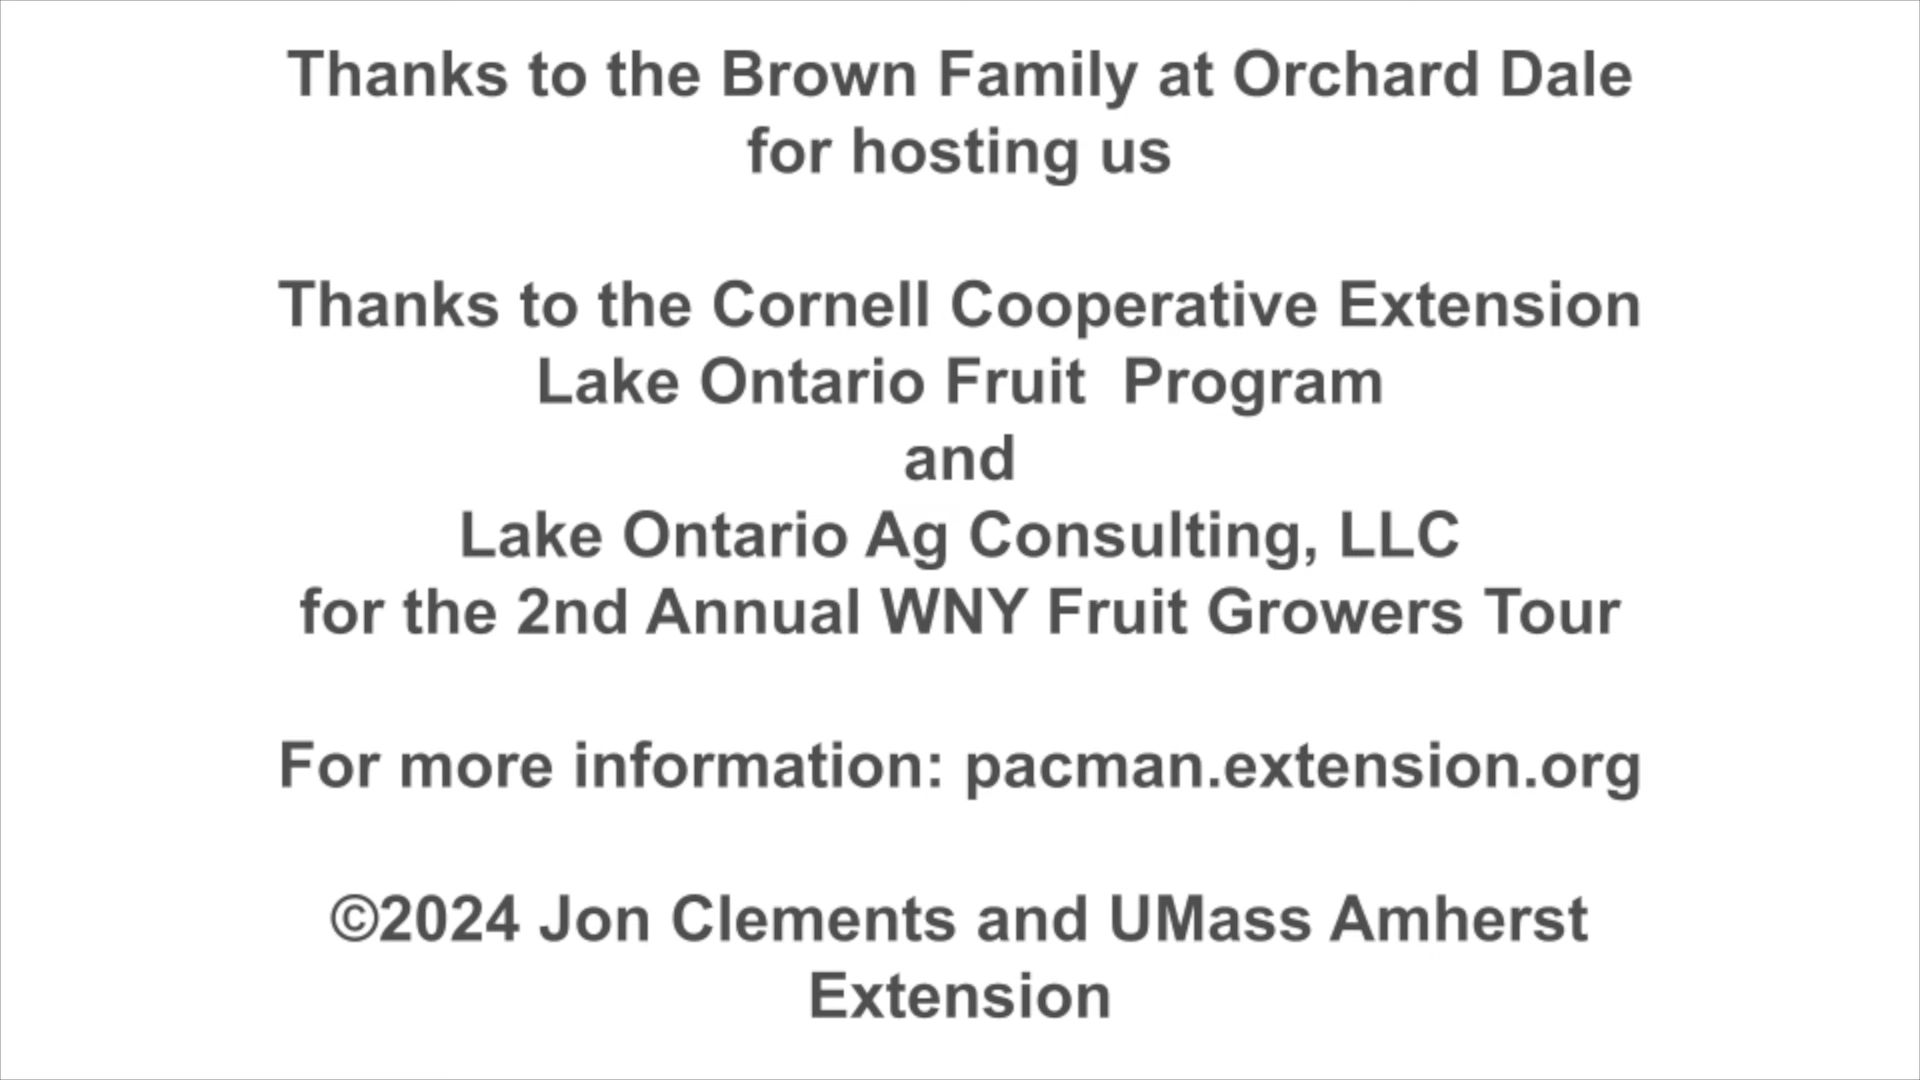 Thanks to the Brown Family at Orchard Dale
for hosting us
Thanks to the Cornell Cooperative Extension
Lake Ontario Fruit  Program
and
Lake Ontario Ag Consulting, LLC
for the 2nd Annual WNY Fruit Growers Tour
For more information: pacman.extension.org
©2024 Jon Clements and UMass Amherst
Extension